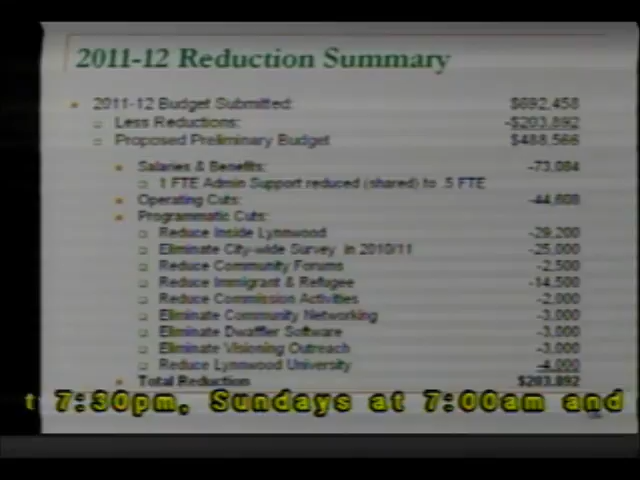 2011-12 Reduction Summary
2011-12 Budget Submitted: $692,458
Less Reductions: -$203,892
Proposed Preliminary Budget $488,566
Salaries & Benefits: -73,084
1 FTE Admin Support reduced (shared) to .5 FTE
Operating Cuts: -44,608
Programmatic Cuts:
Reduce Inside Lynnwood -29,200
Eliminate City-wide Survey in 2010/11 -25,000
Reduce Community Forums -2,500
Reduce Immigrant & Refugee -14,500
Reduce Commission Activities -2,000
Eliminate Community Networking -3,000
Eliminate Dwaffler Software -3,000
Eliminate Visioning Outreach -3,000
Reduce Lynnwood University -4,000
Total Reduction $203,892
t 7:30pm, Sundays at 7:00am and